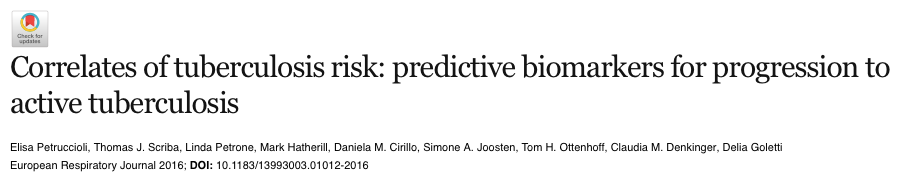 Check for
updates
Correlates of tuberculosis risk: predictive biomarkers for progression to
active tuberculosis
Elisa Petruccioli, Thomas J. Scriba, Linda Petrone, Mark Hatherill, Daniela M. Cirillo, Simone A. Joosten, Tom H. Ottenhoff, Claudia M. Denkinger, Delia Goletti
European Respiratory Journal 2016; DOI: 10.1183/13993003.01012-2016